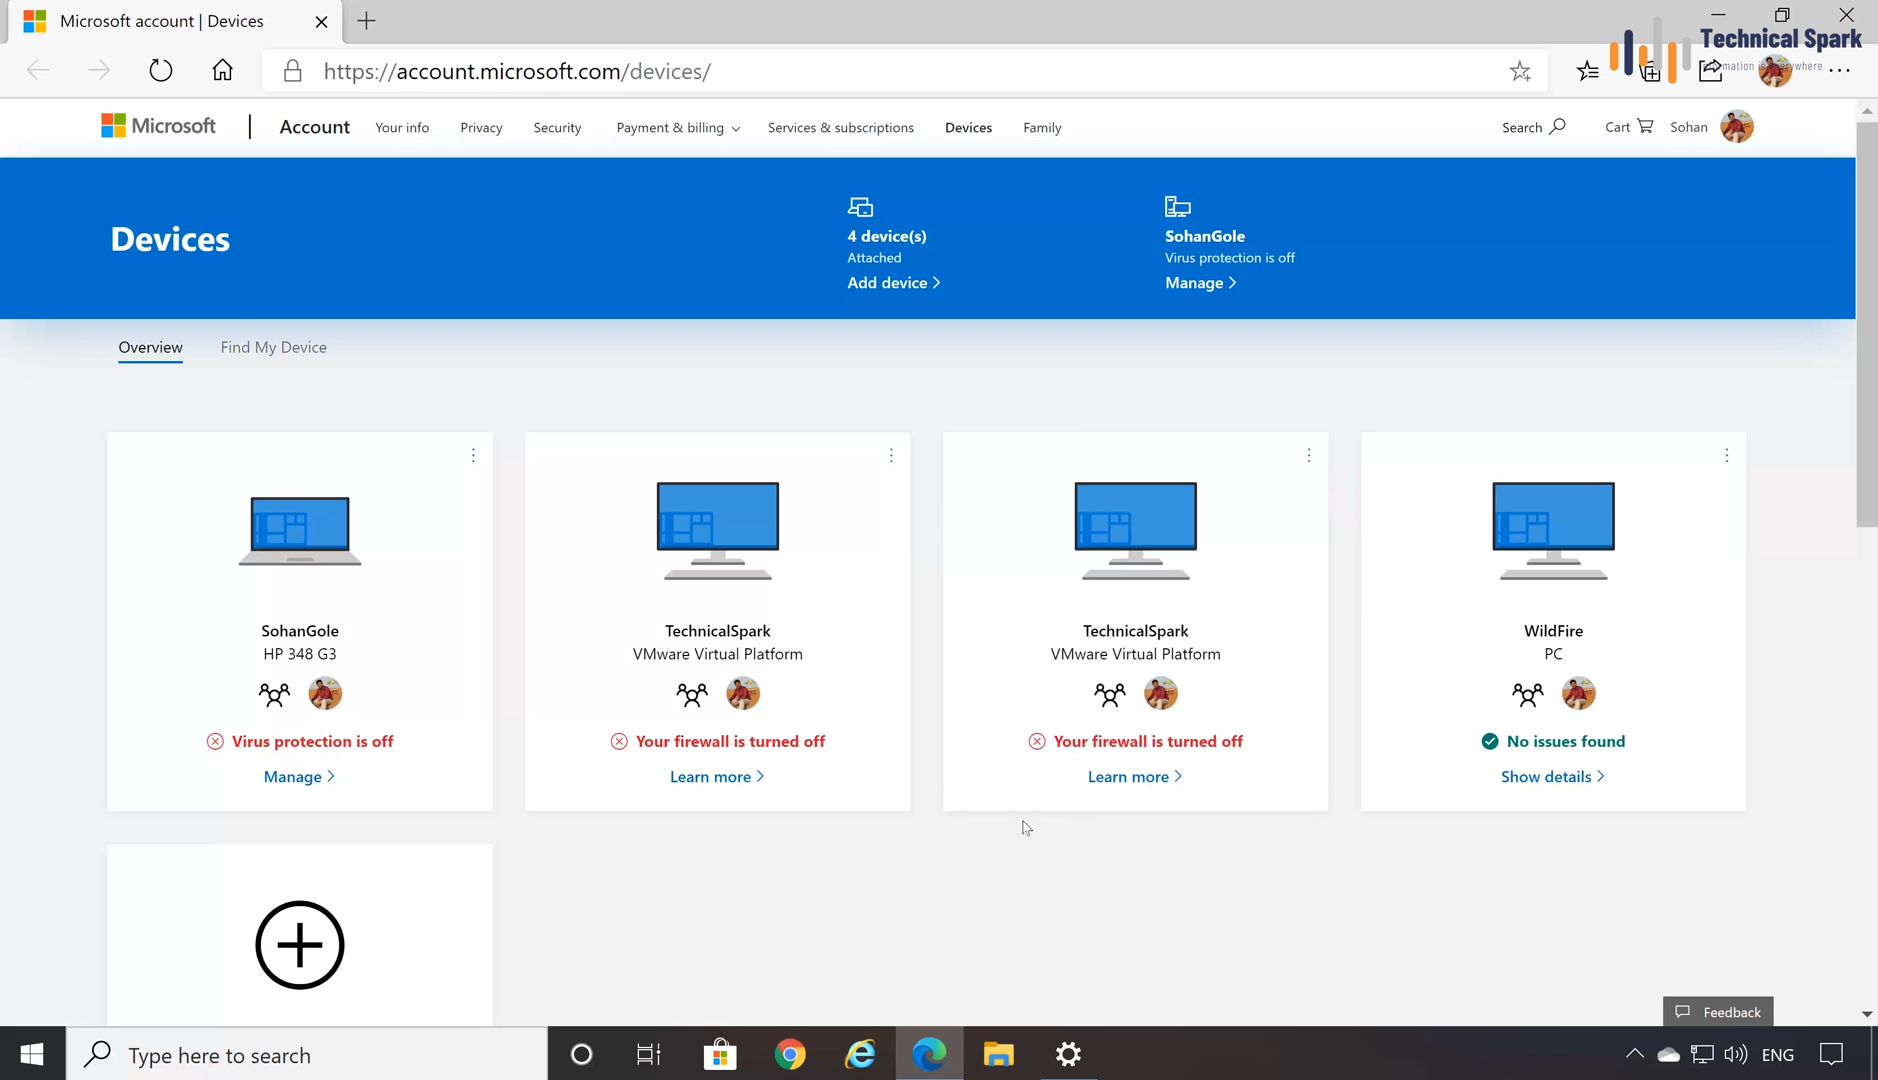 Microsoft account | Devices
Technical Spark
https://account.microsoft.com/devices/
Microsoft | Account Your info Privacy Security Payment & billing Services & subscriptions Devices Family Search Cart Sohan
Devices
4 device(s)
Attached
Add device
SohanGole
Virus protection is off
Manage
Overview Find My Device
SohanGole
HP 348 G3
Virus protection is off
Manage
TechnicalSpark
VMware Virtual Platform
Your firewall is turned off
Learn more
TechnicalSpark
VMware Virtual Platform
Your firewall is turned off
Learn more
WildFire
PC
No issues found
Show details
Feedback
Type here to search
ENG